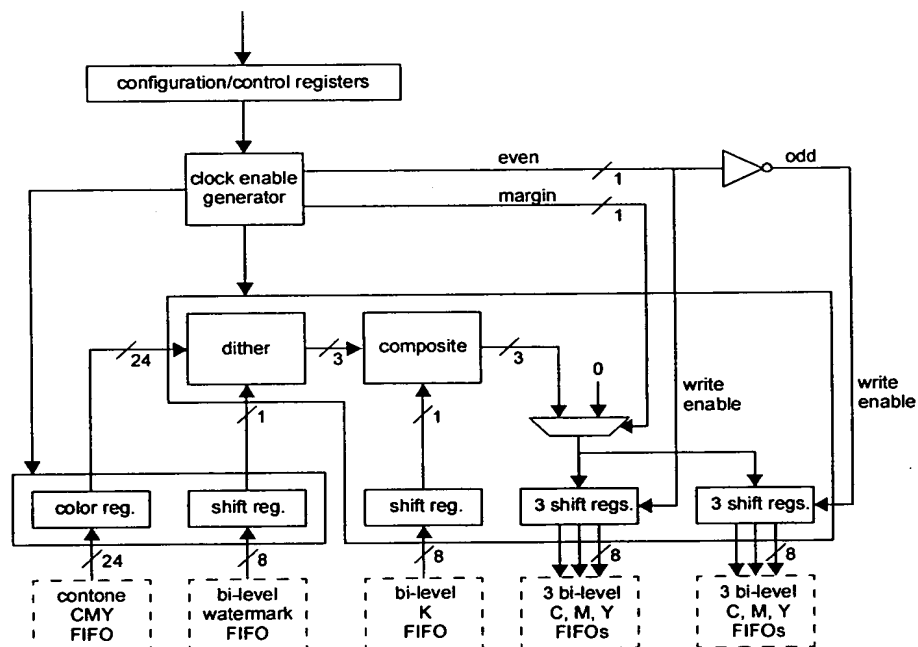 configuration/control registers
clock enable
generator
even
1
odd
margin
1
dither
composite
24
3
3
0
1
1
write
enable
write
enable
color reg.
shift reg.
shift reg.
3 shift regs.
3 shift regs.
24
8
8
8
8
contone
CMY
FIFO
bi-level
watermark
FIFO
bi-level
K
FIFO
3 bi-level
C, M, Y
FIFOs
3 bi-level
C, M, Y
FIFOs